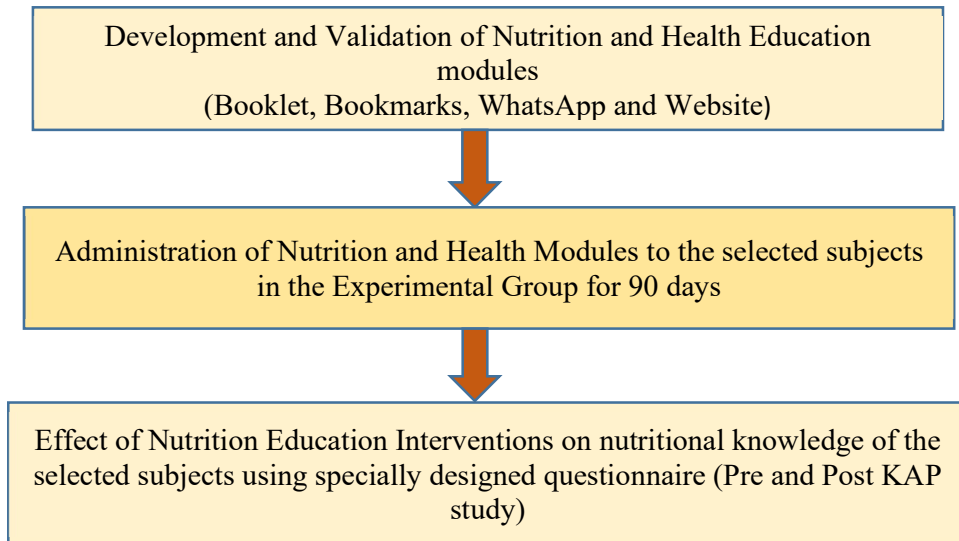 Development and Validation of Nutrition and Health Education
modules
(Booklet, Bookmarks, WhatsApp and Website)
Administration of Nutrition and Health Modules to the selected subjects
in the Experimental Group for 90 days
Effect of Nutrition Education Interventions on nutritional knowledge of the
selected subjects using specially designed questionnaire (Pre and Post KAP
study)